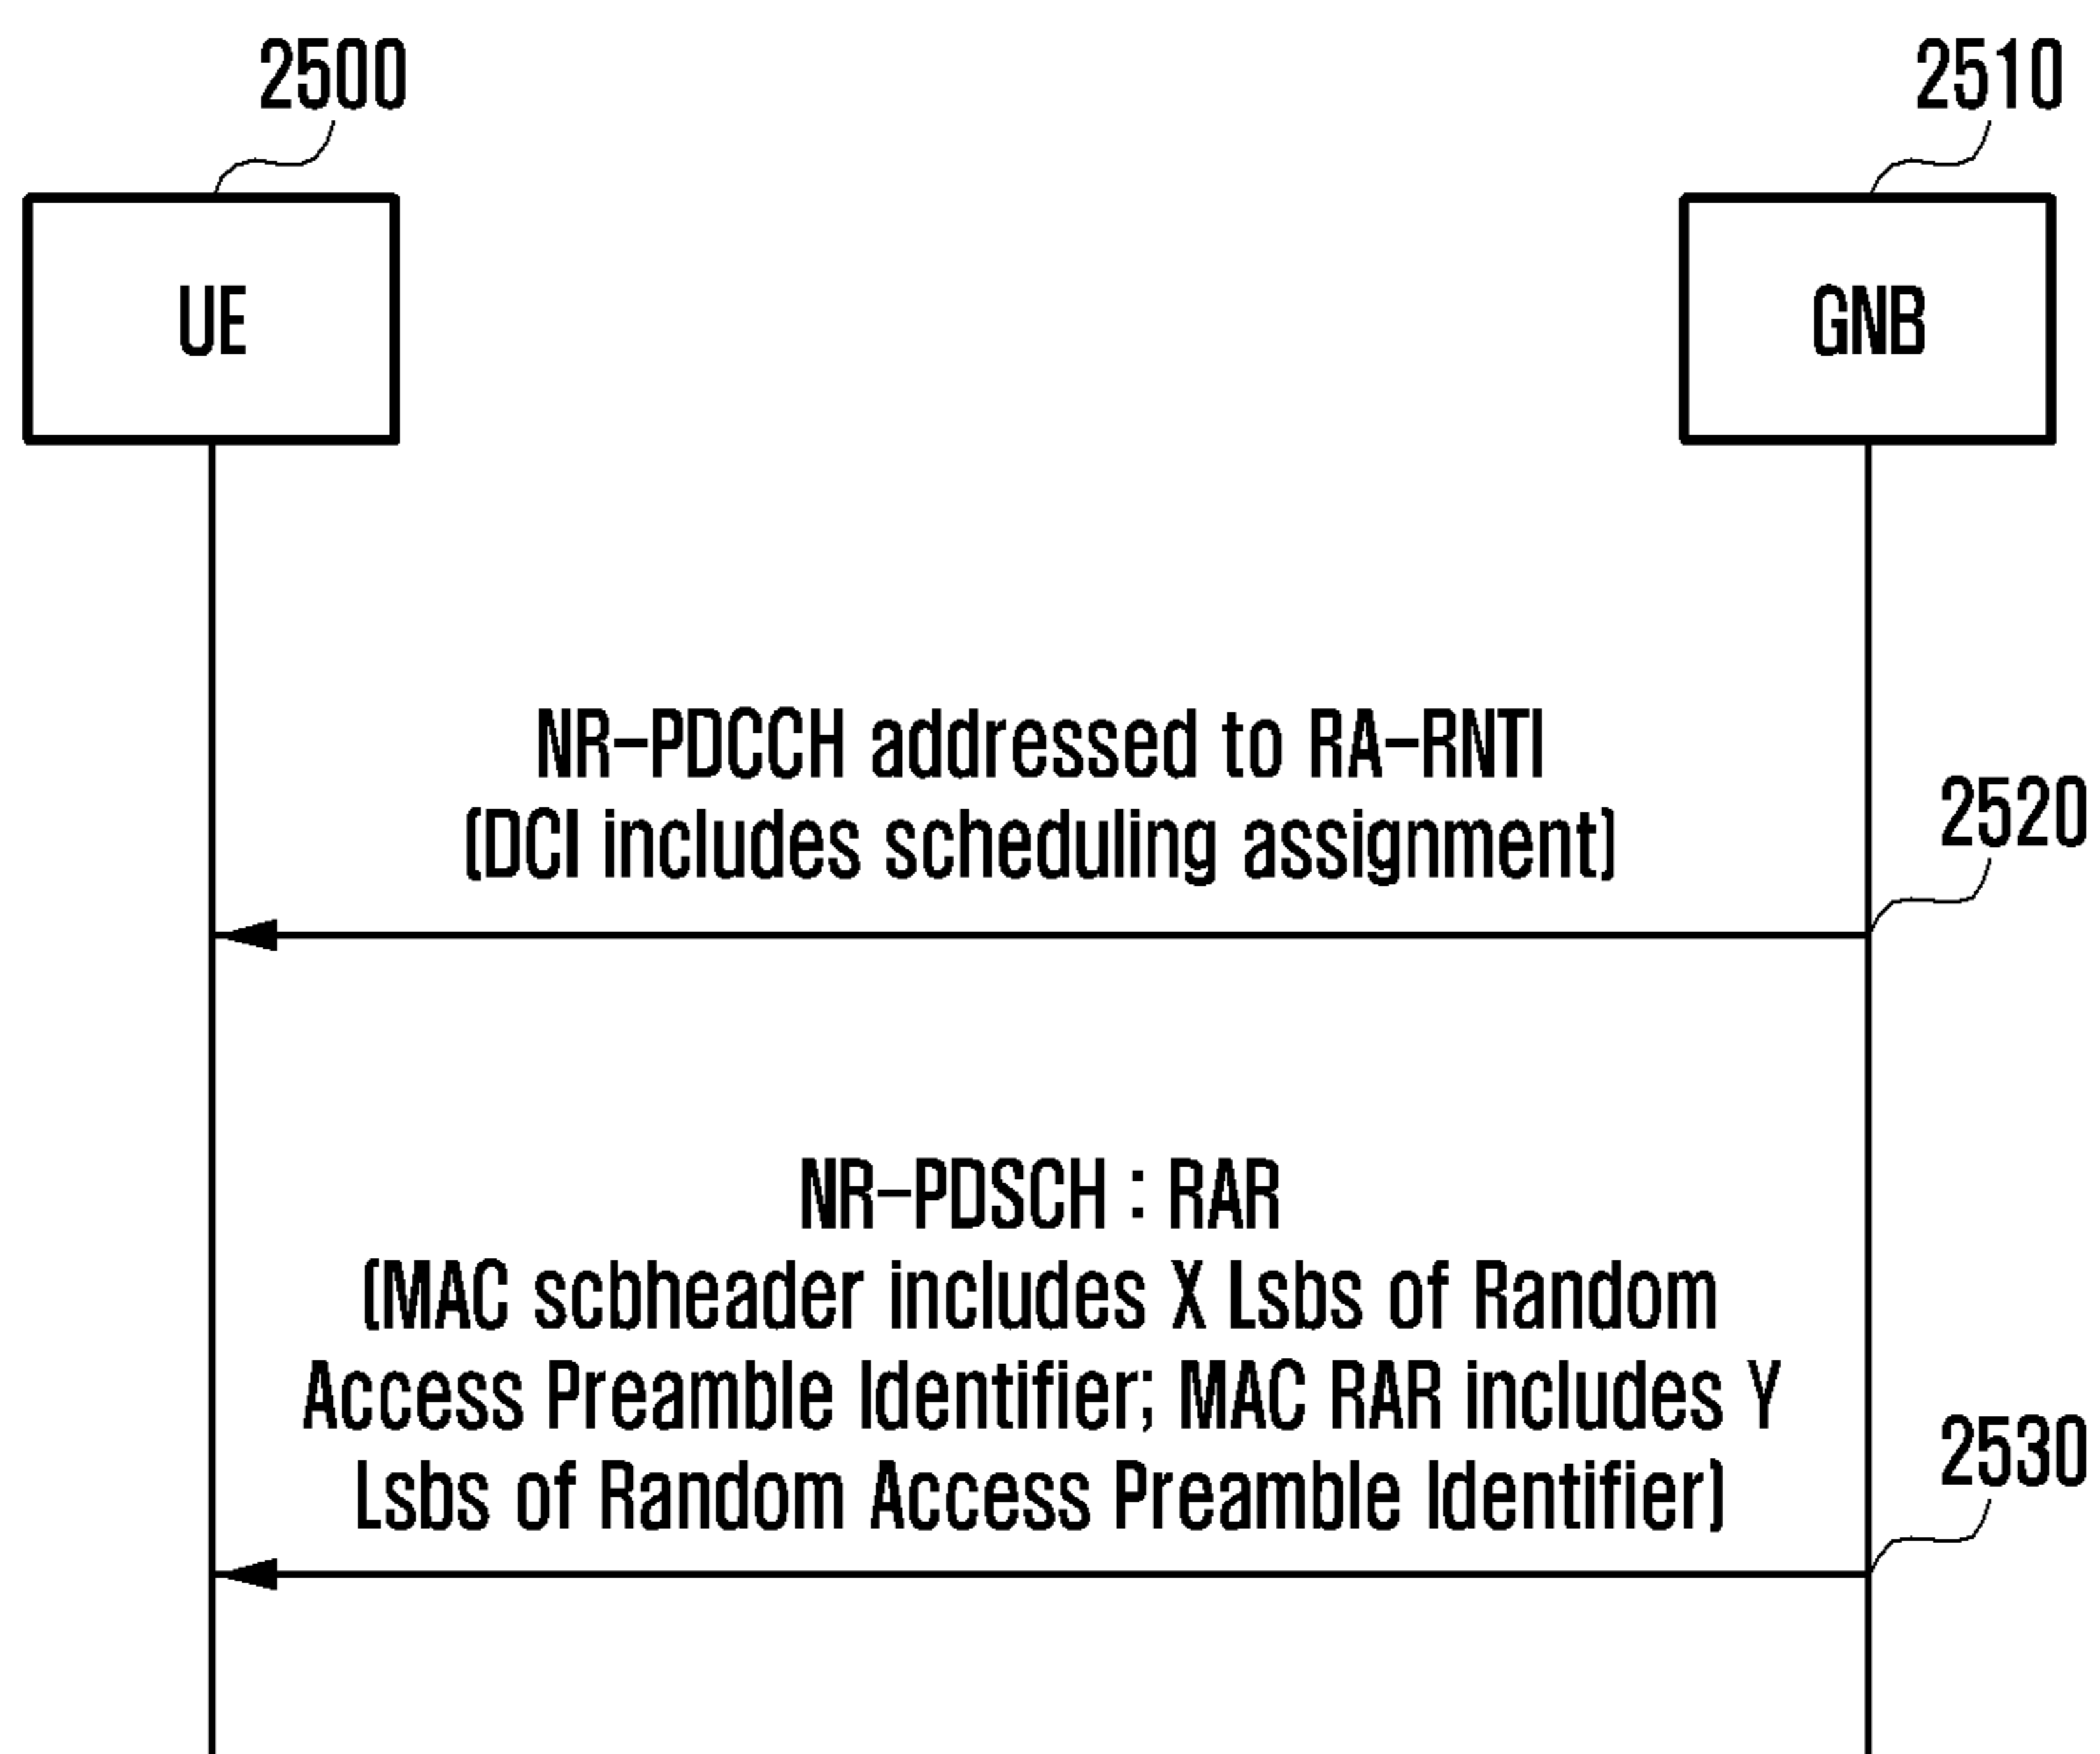 2500
2510
UE
GNB
NR-PDCCH addressed to RA-RNTI
(DCI includes scheduling assignment)
2520
NR-PDSCH : RAR
(MAC scbheader includes X Lsbs of Random
Access Preamble Identifier; MAC RAR includes Y
Lsbs of Random Access Preamble Identifier)
2530